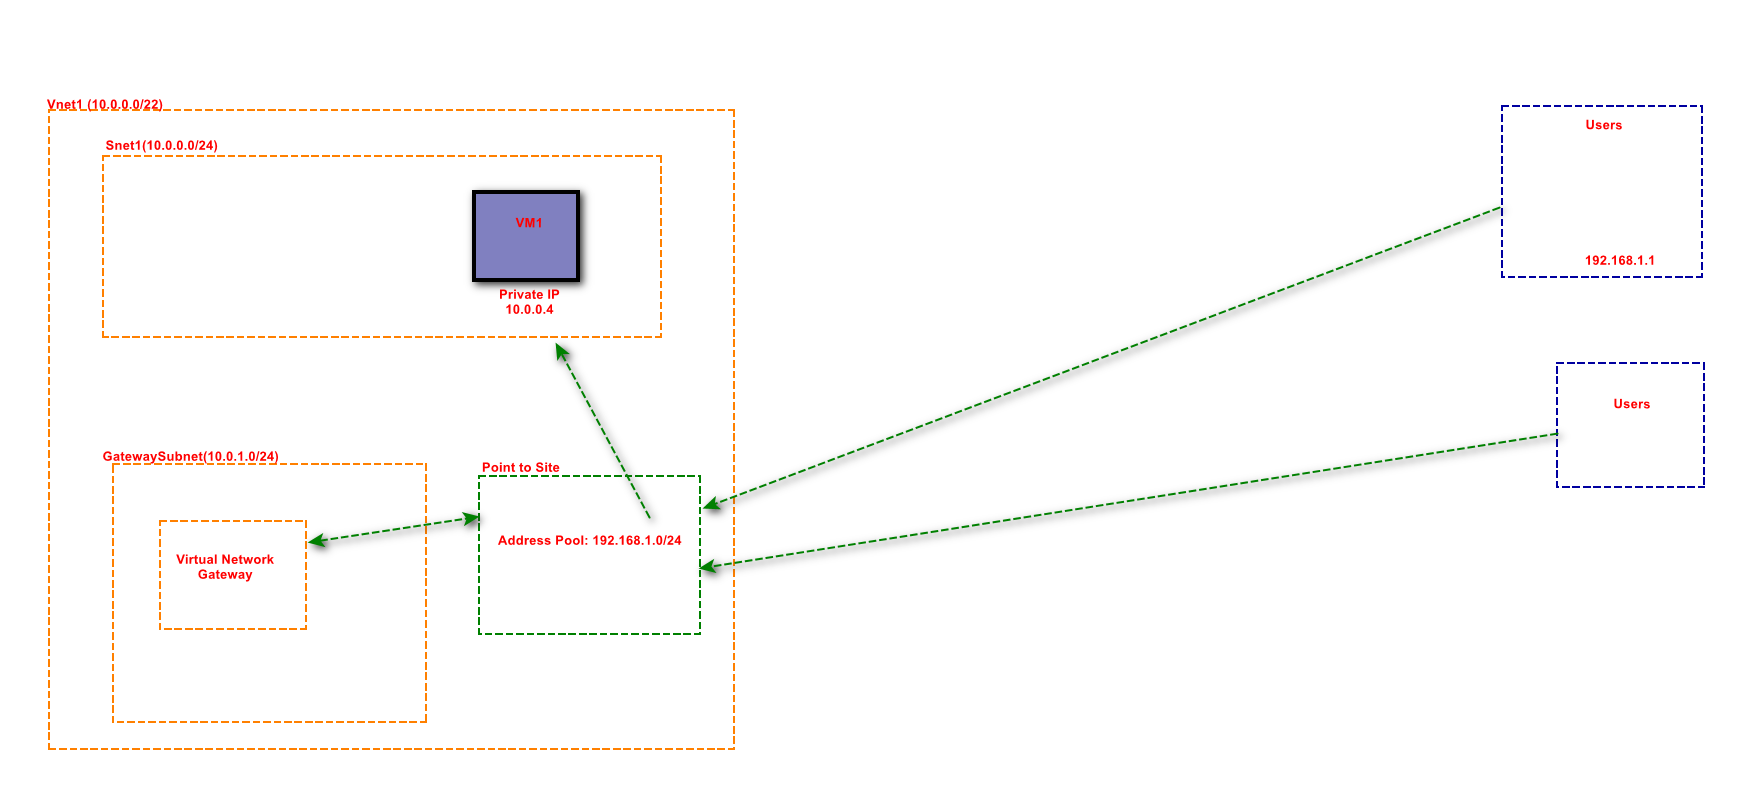 Vnet1 (10.0.0.0/22)
Snet1(10.0.0.0/24)
VM1
Private IP
10.0.0.4
GatewaySubnet(10.0.1.0/24)
Virtual Network
Gateway
Point to Site
Address Pool: 192.168.1.0/24
Users
192.168.1.1
Users